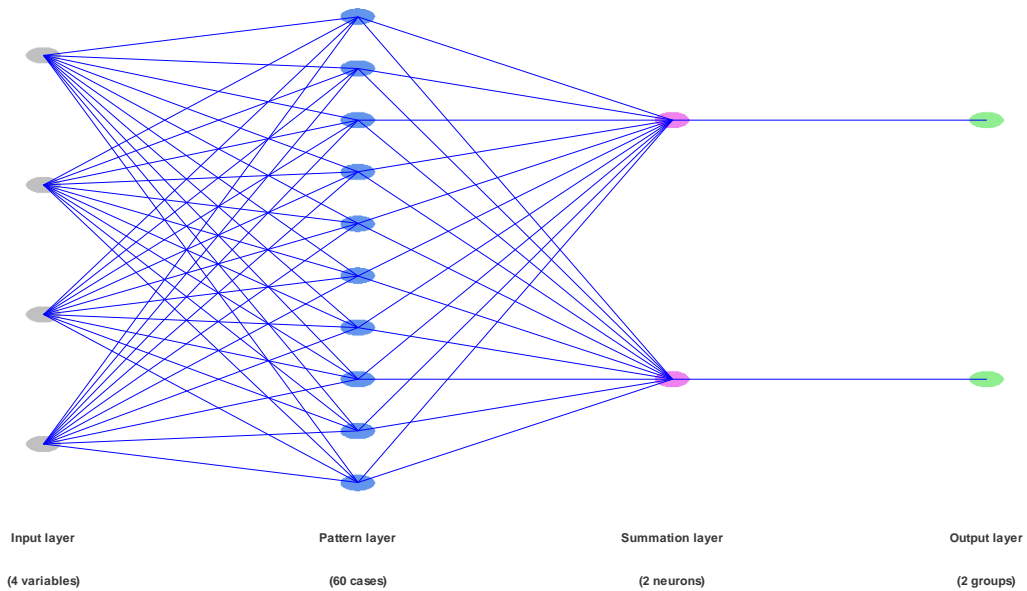 Input layer Pattern layer Summation layer Output layer
(4 variables) (60 cases) (2 neurons) (2 groups)